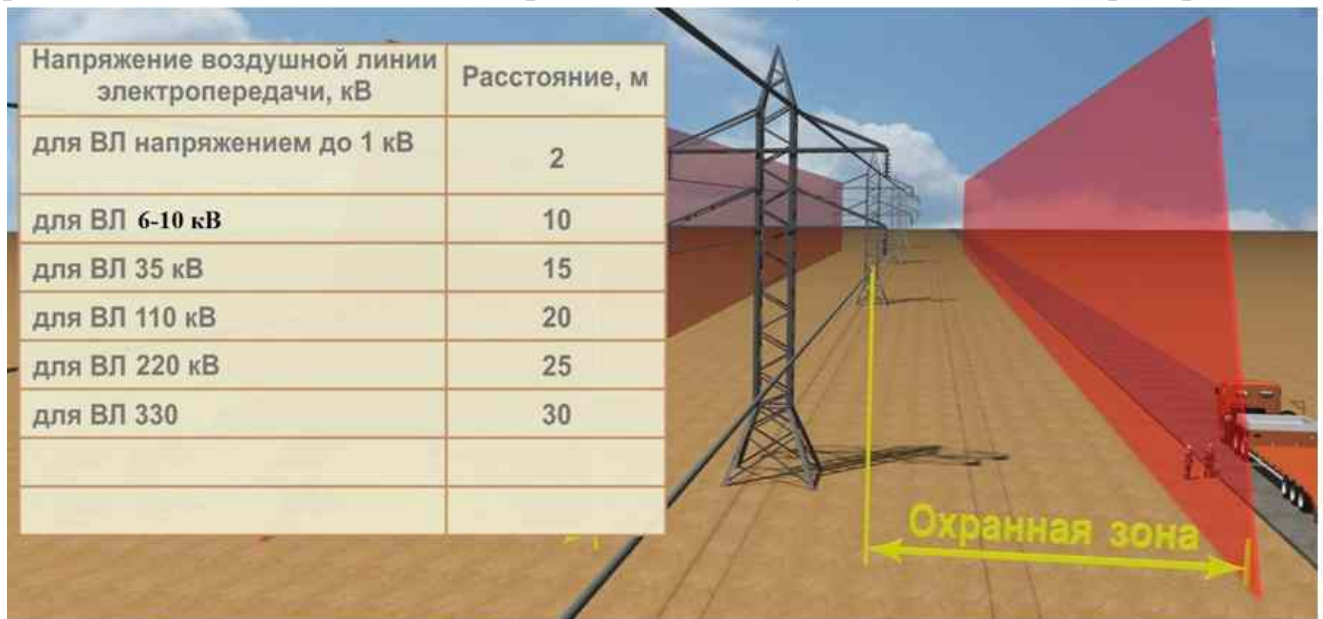 Напряжение воздушной линии
электропередачи, кВ
Расстояние, м
для ВЛ напряжением до 1 кВ
2
для ВЛ 6-10 кВ
10
для ВЛ 35 кВ
15
для ВЛ 110 кВ
20
для ВЛ 220 кВ
25
для ВЛ 330
30
Охранная зона